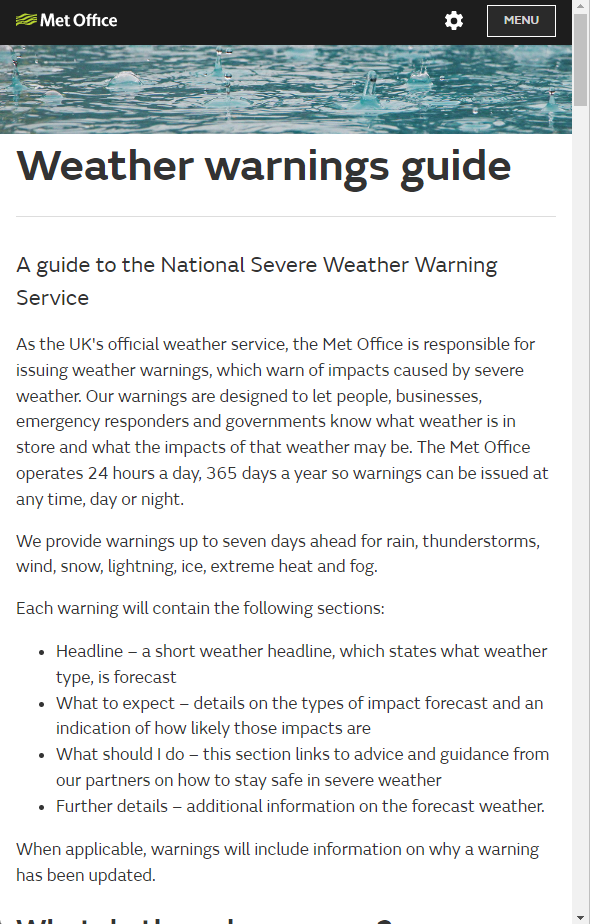 Met Office
MENU
Weather warnings guide
A guide to the National Severe Weather Warning
Service
As the UK's official weather service, the Met Office is responsible for
issuing weather warnings, which warn of impacts caused by severe
weather. Our warnings are designed to let people, businesses,
emergency responders and governments know what weather is in
store and what the impacts of that weather may be. The Met Office
operates 24 hours a day, 365 days a year so warnings can be issued at
any time, day or night.
We provide warnings up to seven days ahead for rain, thunderstorms,
wind, snow, lightning, ice, extreme heat and fog.
Each warning will contain the following sections:
• Headline – a short weather headline, which states what weather
type, is forecast
• What to expect – details on the types of impact forecast and an
indication of how likely those impacts are
• What should I do – this section links to advice and guidance from
our partners on how to stay safe in severe weather
• Further details – additional information on the forecast weather.
When applicable, warnings will include information on why a warning
has been updated.